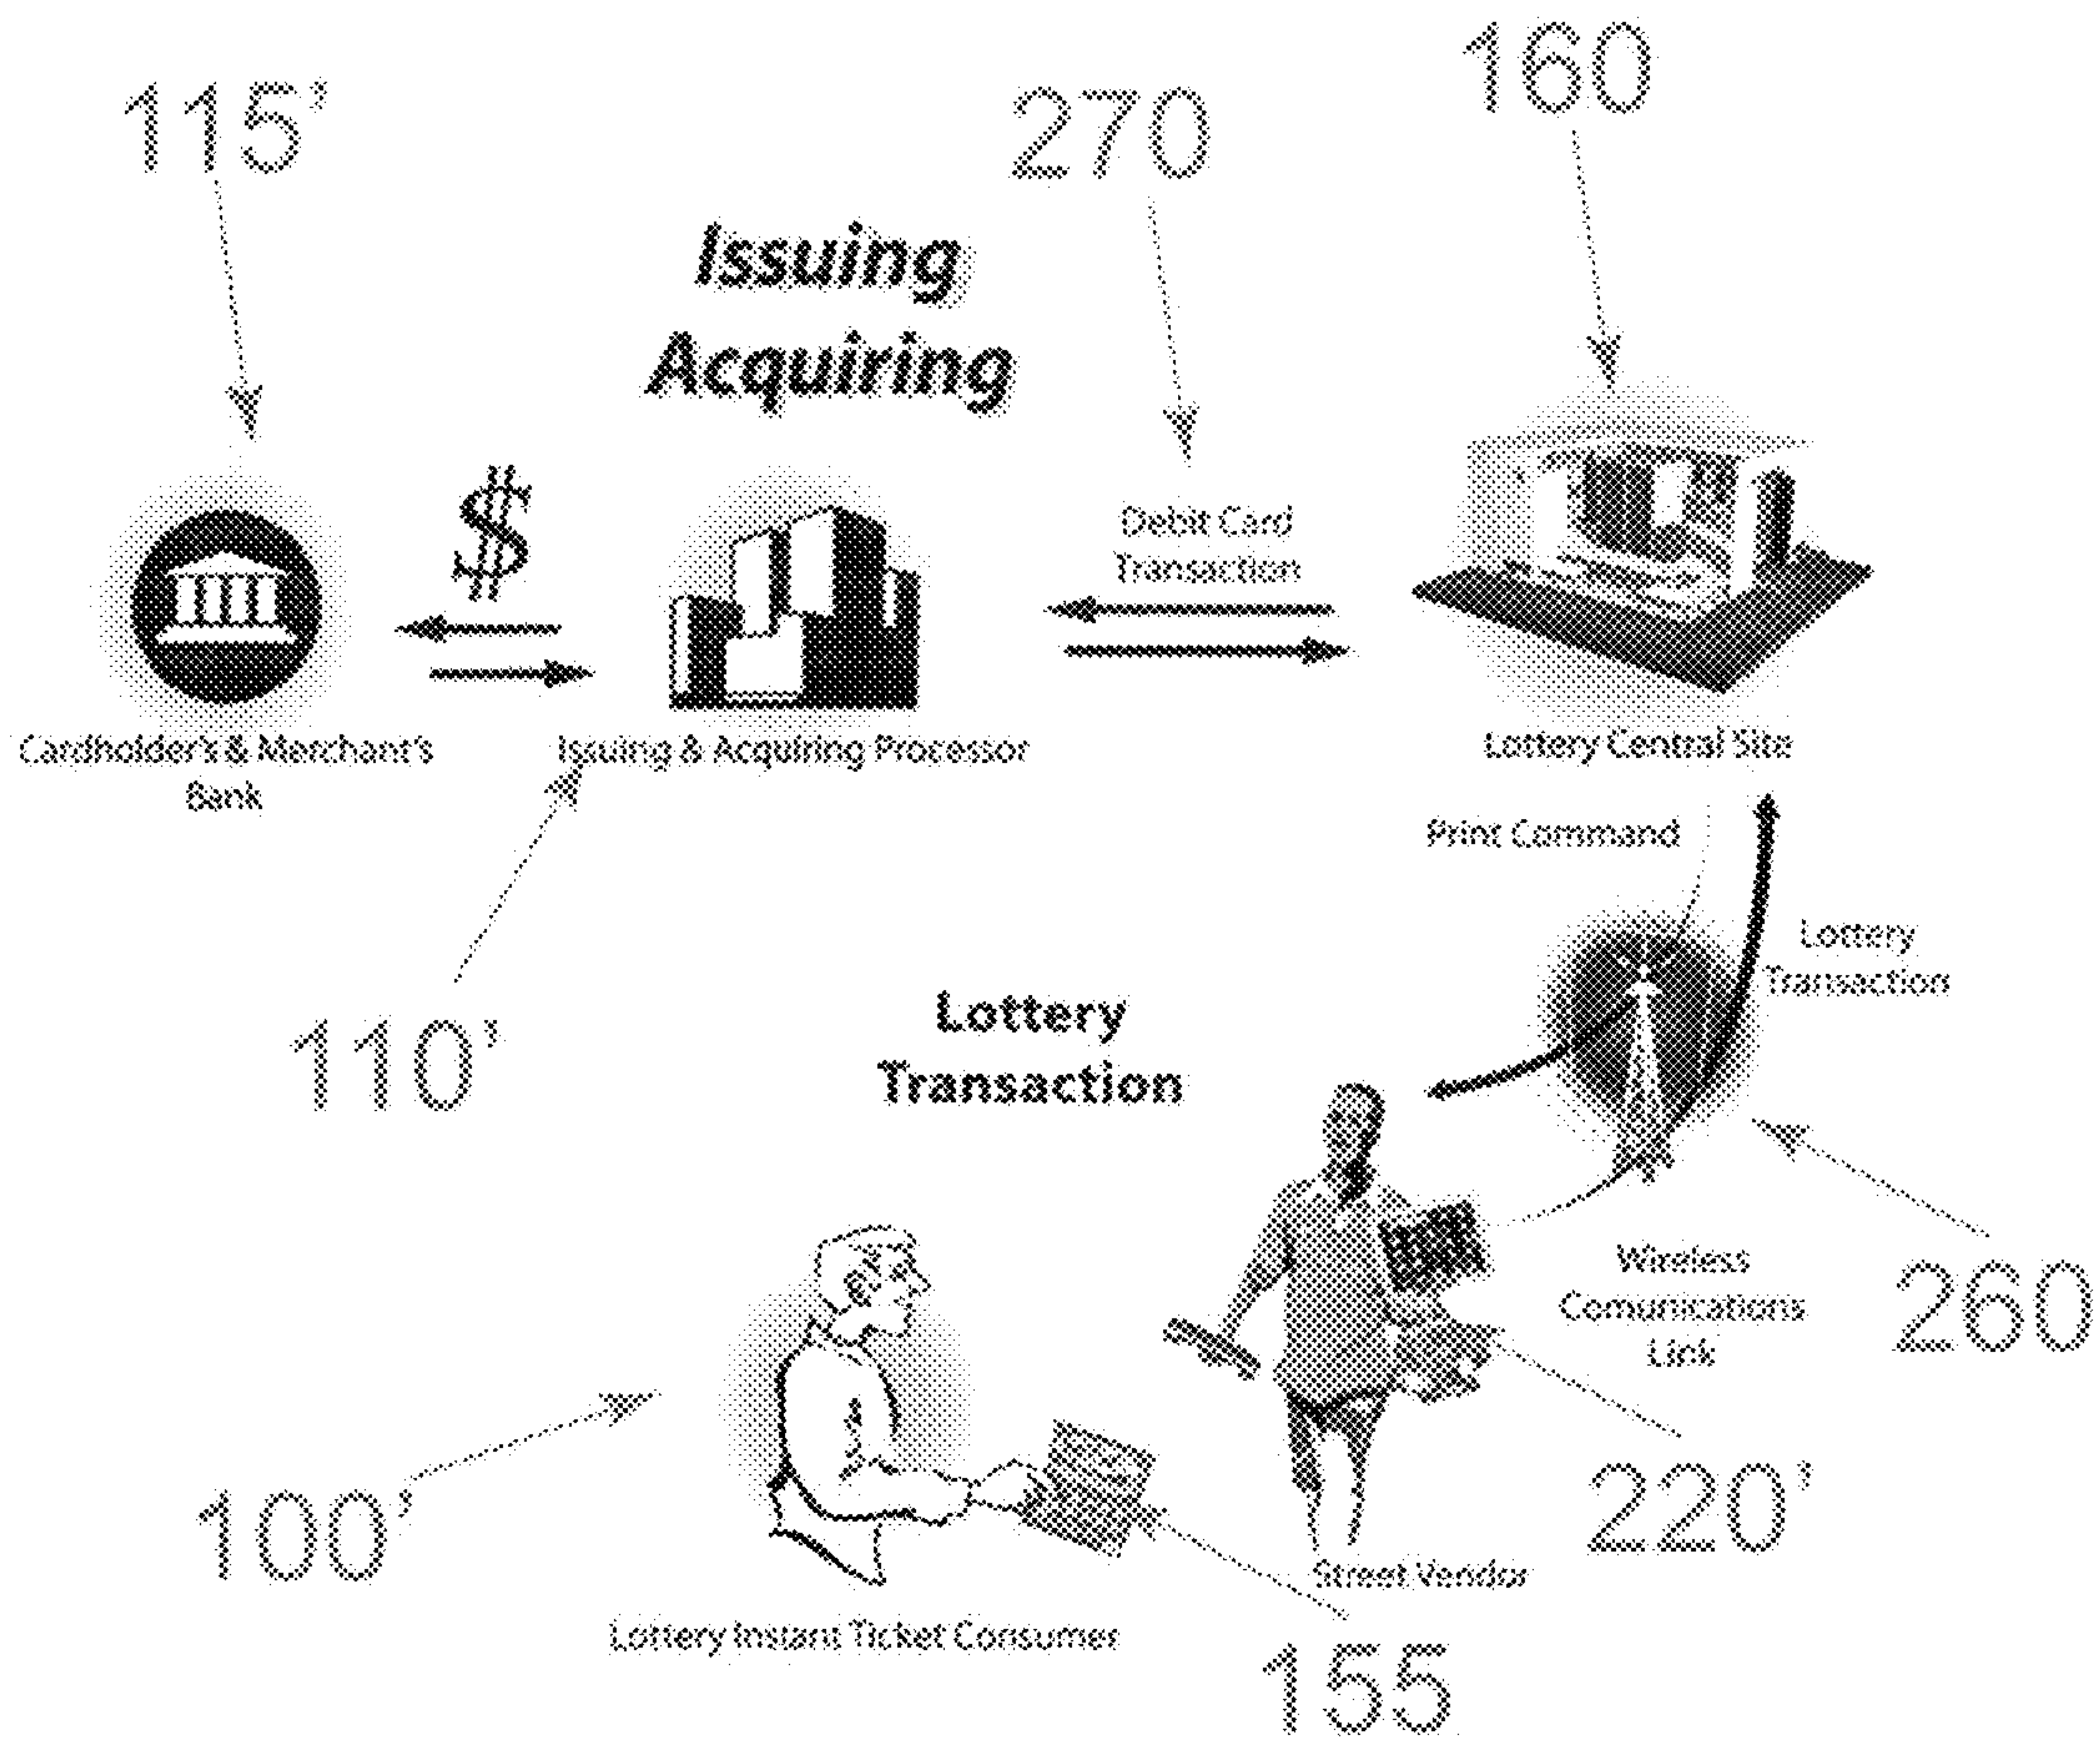 160
115'
270
Issuing
Acquiring
$
Debit Card
Transaction
Cardholder's & Merchant's
Bank
Issuing & Acquiring Processor
Lottery Central Site
Print Command
Lottery
Transaction
Lottery
Transaction
110'
Wireless
Comunications
Link
260
100'
220'
Street Vendor
Lottery Instant Ticket Consumer
155